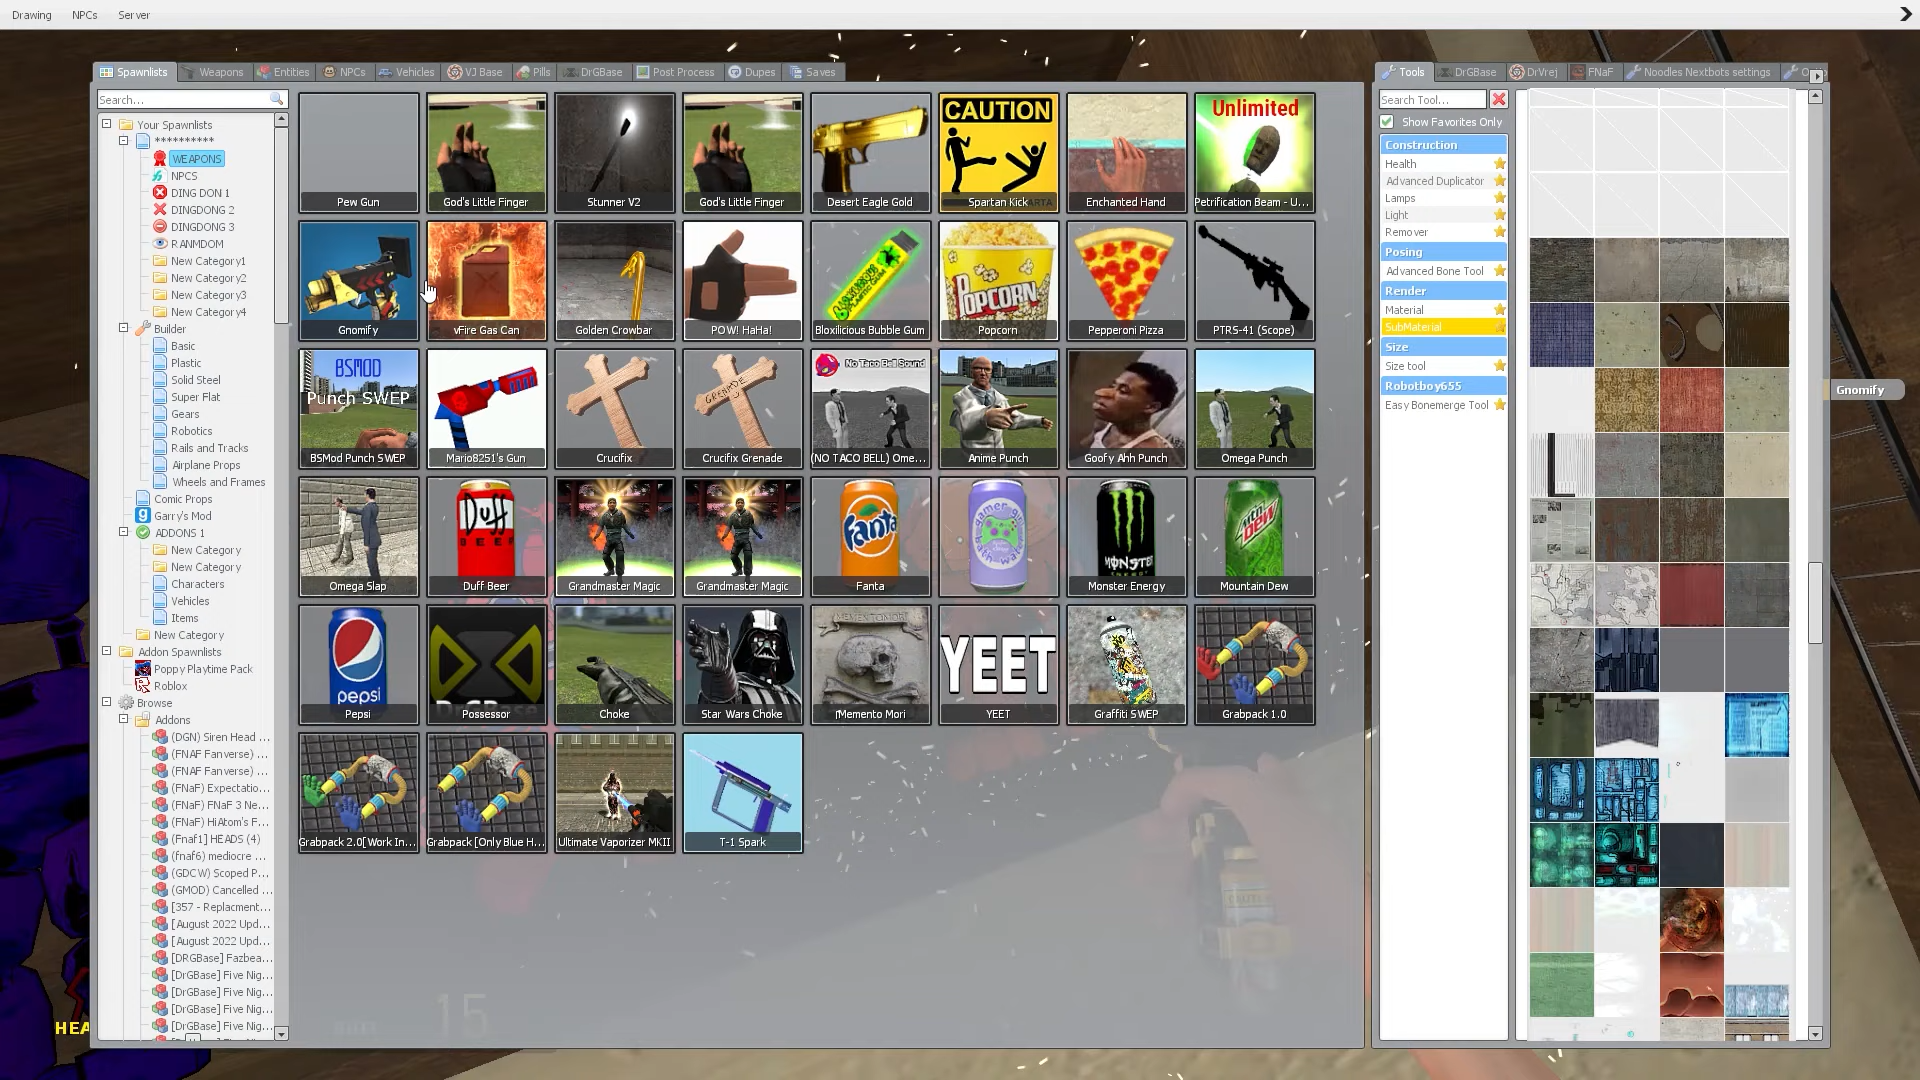 Drawing NPCs Server
Spawnlists Weapons Entities NPCs Vehicles VJ Base Pills DrGBase Post Process Dupes Saves
Tools DrGBase DrVrej FNaF Noodles Nextbots settings
Search...
Your Spawnlists
**********
WEAPONS
NPCS
DING DON 1
DINGDONG 2
DINGDONG 3
RANMDOM
New Category1
New Category2
New Category3
New Category4
Builder
Basic
Plastic
Solid Steel
Super Flat
Gears
Robotics
Rails and Tracks
Airplane Props
Wheels and Frames
Comic Props
Garry's Mod
ADDONS 1
New Category
New Category
Characters
Vehicles
Items
New Category
Addon Spawnlists
Poppy Playtime Pack
Roblox
Browse
Addons
(DGN) Siren Head ...
(FNAF Fanverse) ...
(FNAF Fanverse) ...
(FNaF) Expectatio...
(FNaF) FNaF 3 Ne...
(FNaF) HiAtom's F...
(Fnaf1] HEADS (4)
(fnaf6) mediocre ...
(GDCW) Scoped P...
(GMOD) Cancelled ...
[357 - Replacment...
[August 2022 Upd...
[August 2022 Upd...
[DRGBase] Fazbea...
[DrGBase] Five Nig...
[DrGBase] Five Nig...
[DrGBase] Five Nig...
[DrGBase] Five Nig...
CAUTION
Unlimited
Pew Gun God's Little Finger Stunner V2 God's Little Finger Desert Eagle Gold Spartan Kick Enchanted Hand Petrification Beam - U...
POPCORN
Gnomify vFire Gas Can Golden Crowbar POW! HaHa! Bloxilicious Bubble Gum Popcorn Pepperoni Pizza PTRS-41 (Scope)
BSMOD
Punch SWEP
GRENADE
No Taco Bell Sound
BSMod Punch SWEP Mario8251's Gun Crucifix Crucifix Grenade (NO TACO BELL) Ome... Anime Punch Goofy Ahh Punch Omega Punch
Duff
BEER
Fanta
MONSTER
Omega Slap Duff Beer Grandmaster Magic Grandmaster Magic Fanta Monster Energy Mountain Dew
pepsi
MEMENTO MORI
YEET
Pepsi Possessor Choke Star Wars Choke Memento Mori YEET Graffiti SWEP Grabpack 1.0
Grabpack 2.0[Work In... Grabpack [Only Blue H... Ultimate Vaporizer MKII T-1 Spark
15
HEA
Search Tool...
Show Favorites Only
Construction
Health
Advanced Duplicator
Lamps
Light
Remover
Posing
Advanced Bone Tool
Render
Material
SubMaterial
Size
Size tool
Robotboy655
Easy Bonemerge Tool
Gnomify